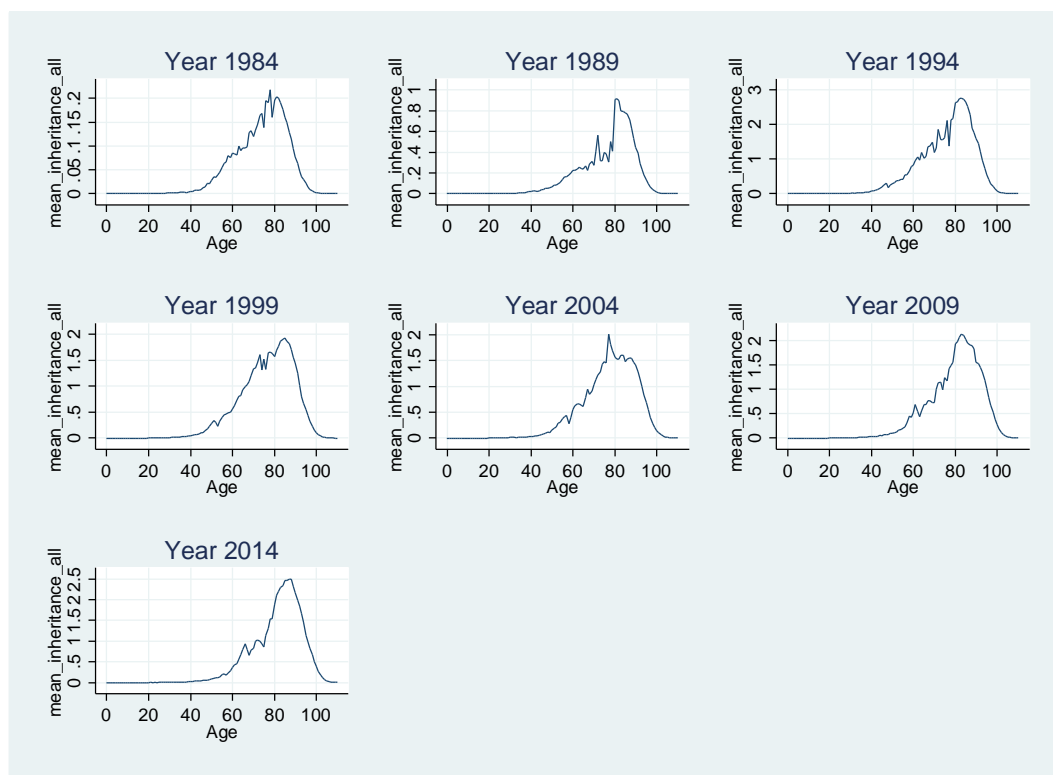 Year 1984
mean_inheritance_all
0 .05 .1 .15 .2
0 20 40 60 80 100
Age
Year 1989
mean_inheritance_all
0 .2 .4 .6 .8 1
0 20 40 60 80 100
Age
Year 1994
mean_inheritance_all
0 1 2 3
0 20 40 60 80 100
Age
Year 1999
mean_inheritance_all
0 .5 1 1.5 2
0 20 40 60 80 100
Age
Year 2004
mean_inheritance_all
0 .5 1 1.5 2
0 20 40 60 80 100
Age
Year 2009
mean_inheritance_all
0 .5 1 1.5 2
0 20 40 60 80 100
Age
Year 2014
mean_inheritance_all
0 .5 1 1.5 2 2.5
0 20 40 60 80 100
Age